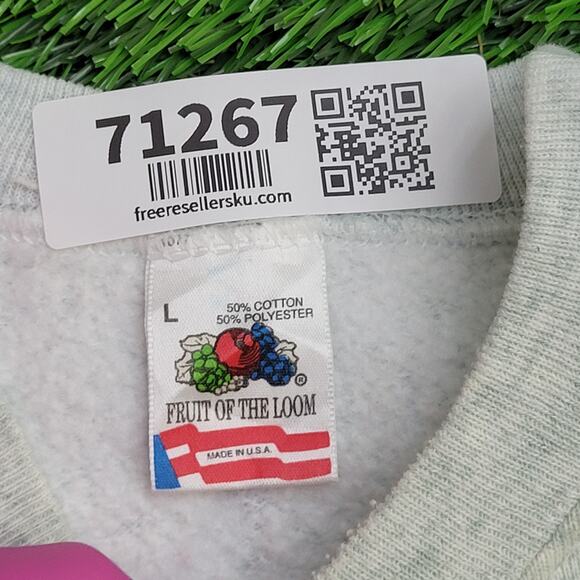 71267
freeresellersku.com
L
50% COTTON
50% POLYESTER
®
FRUIT OF THE LOOM
MADE IN U.S.A.